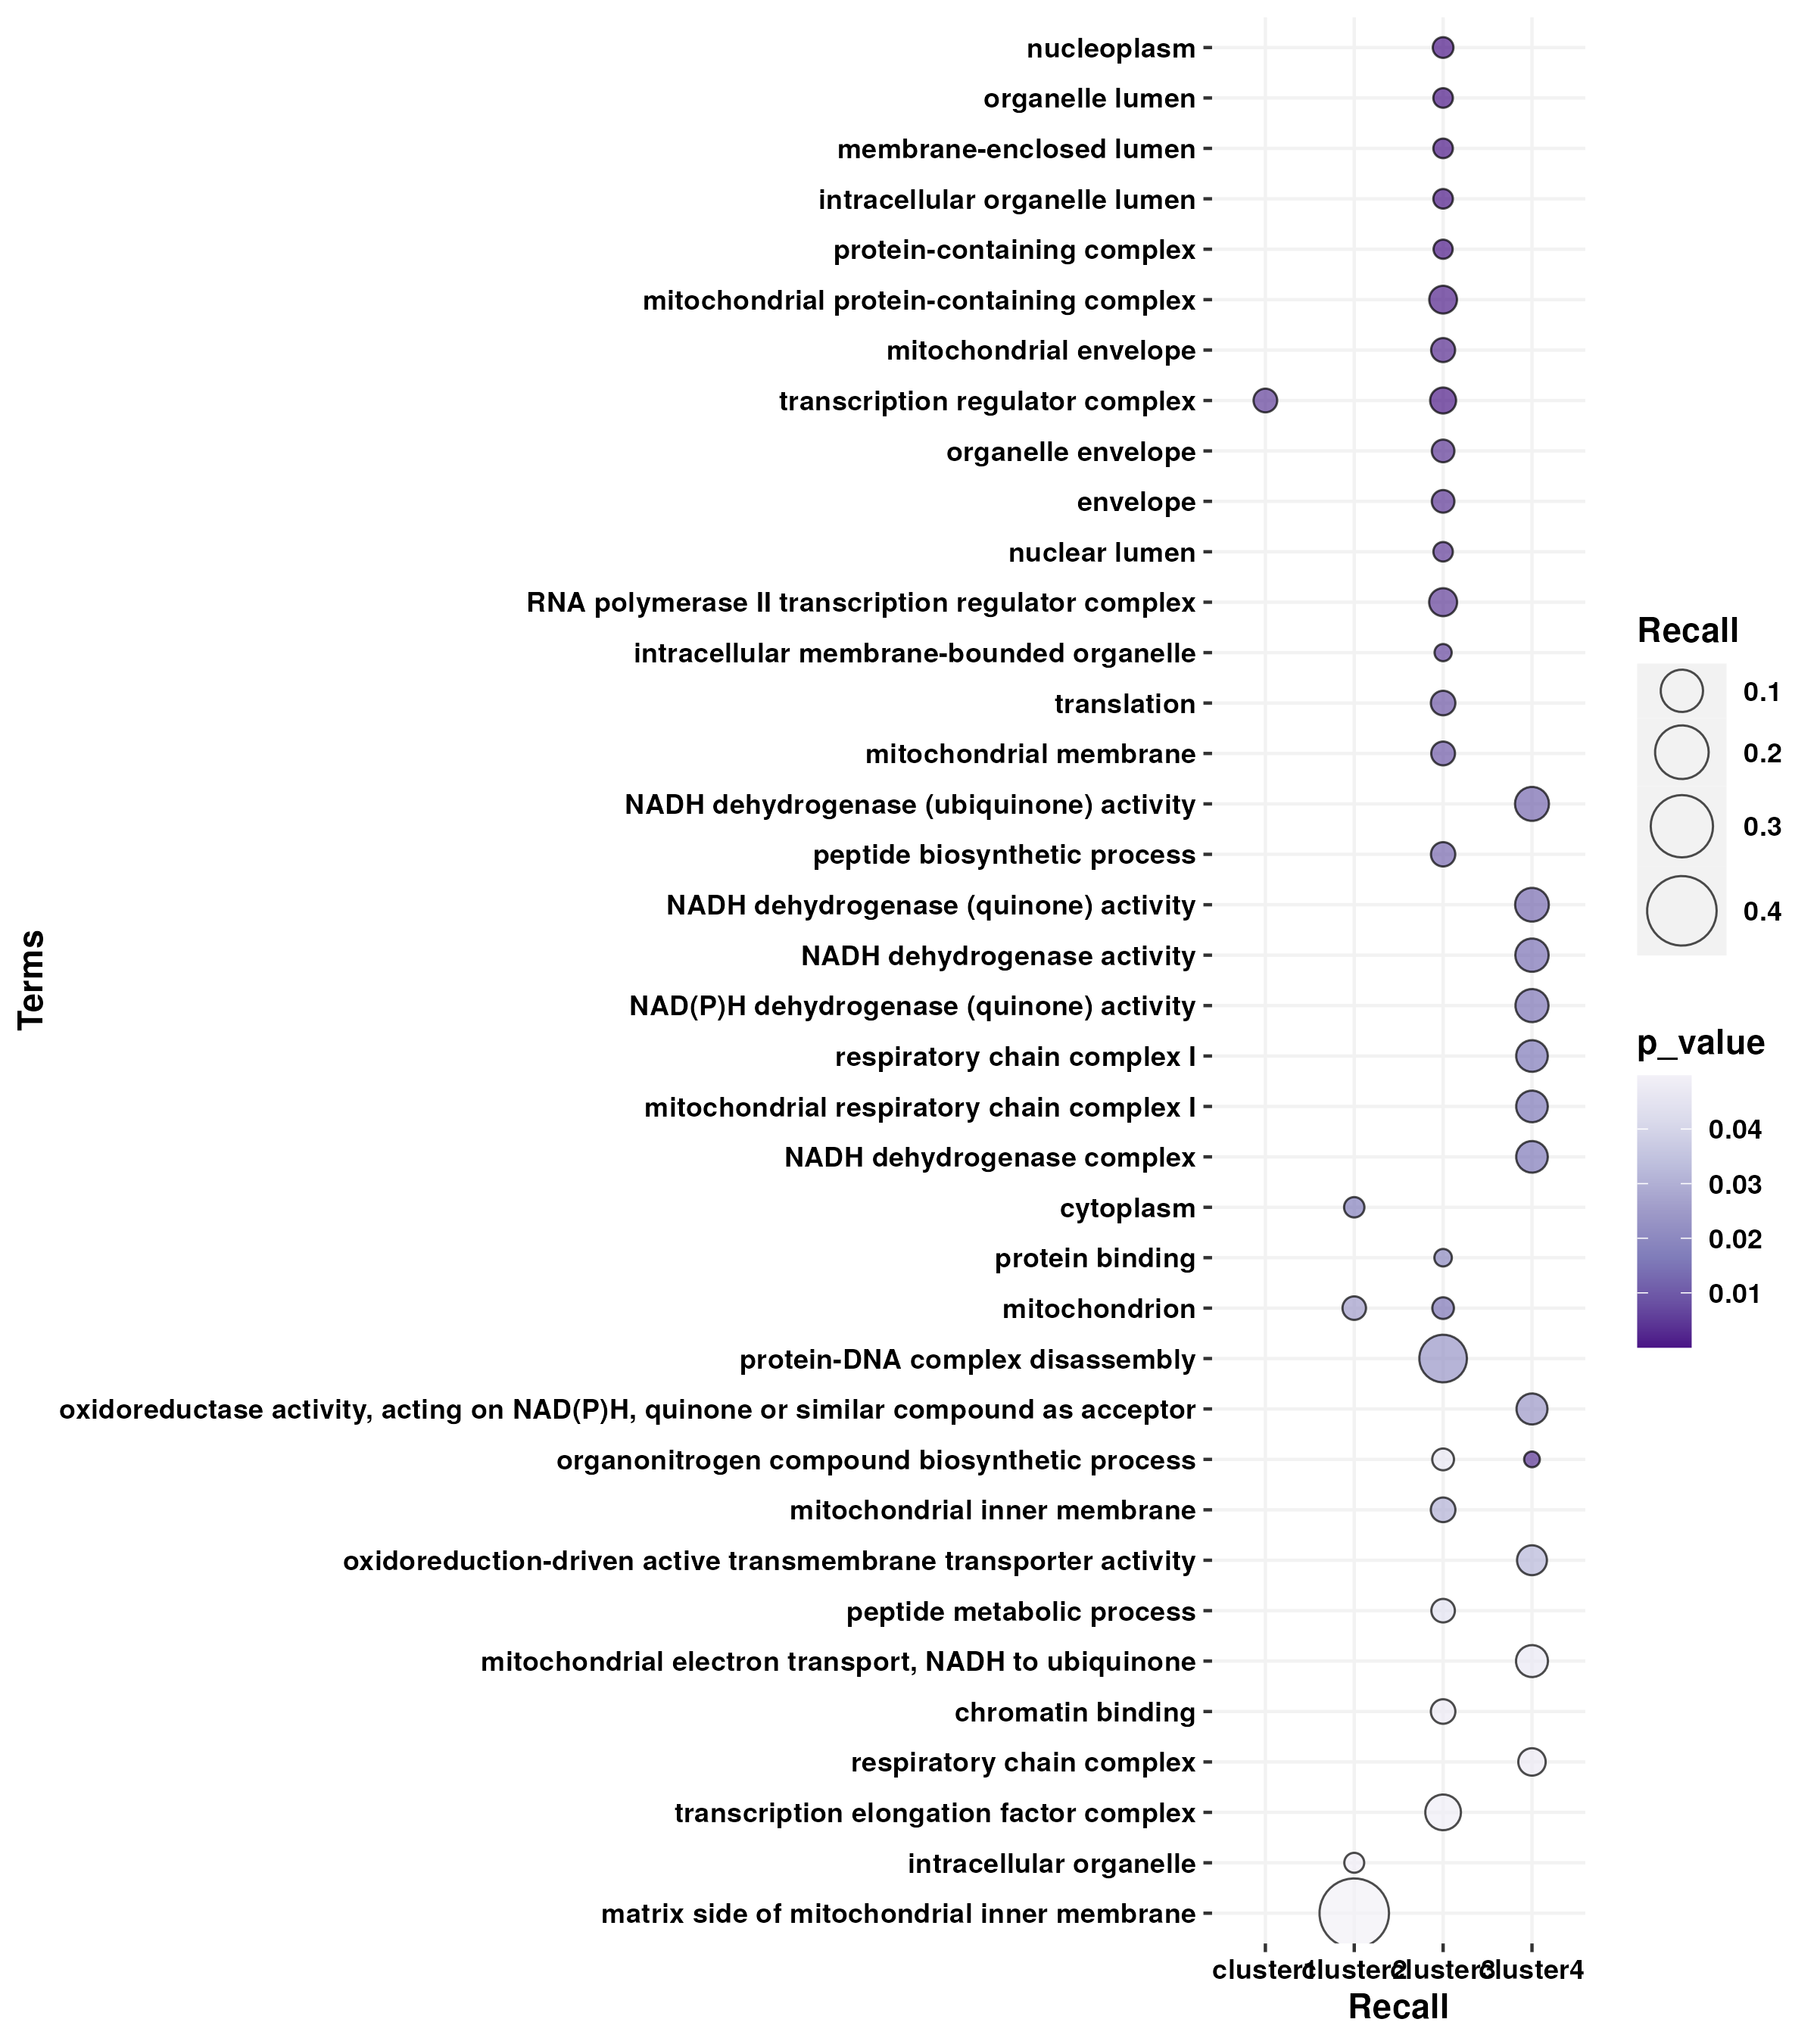 nucleoplasm
organelle lumen
membrane-enclosed lumen
intracellular organelle lumen
protein-containing complex
mitochondrial protein-containing complex
mitochondrial envelope
transcription regulator complex
organelle envelope
envelope
nuclear lumen
RNA polymerase II transcription regulator complex
intracellular membrane-bounded organelle
translation
mitochondrial membrane
NADH dehydrogenase (ubiquinone) activity
peptide biosynthetic process
NADH dehydrogenase (quinone) activity
NADH dehydrogenase activity
NAD(P)H dehydrogenase (quinone) activity
respiratory chain complex I
mitochondrial respiratory chain complex I
NADH dehydrogenase complex
cytoplasm
protein binding
mitochondrion
protein-DNA complex disassembly
oxidoreductase activity, acting on NAD(P)H, quinone or similar compound as acceptor
organonitrogen compound biosynthetic process
mitochondrial inner membrane
oxidoreduction-driven active transmembrane transporter activity
peptide metabolic process
mitochondrial electron transport, NADH to ubiquinone
chromatin binding
respiratory chain complex
transcription elongation factor complex
intracellular organelle
matrix side of mitochondrial inner membrane
Terms
cluster1 cluster2 cluster3 cluster4
Recall
Recall
0.1
0.2
0.3
0.4
p_value
0.04
0.03
0.02
0.01